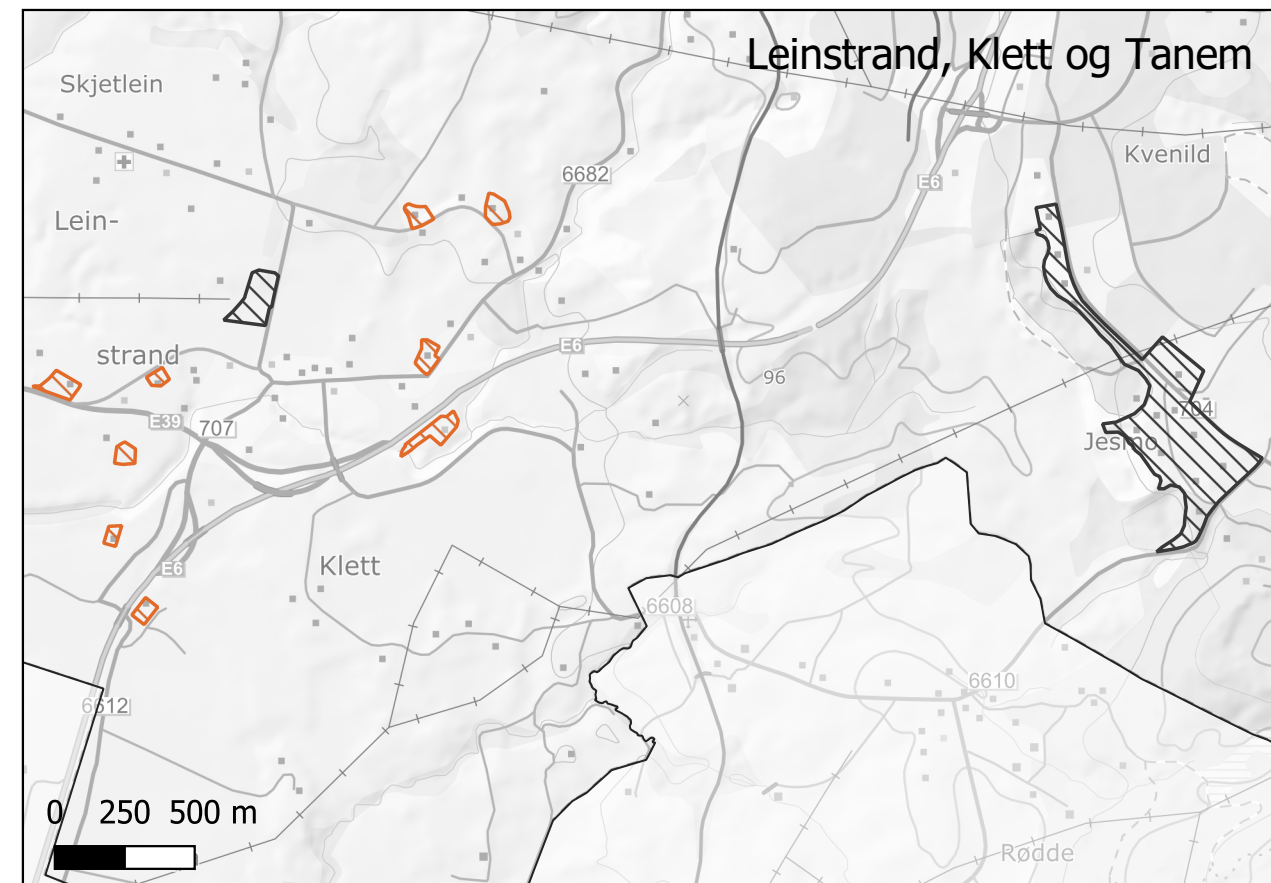 Leinstrand, Klett og Tanem
Skjetlein
Kvenild
6682
E6
Lein-
E6
strand
96
704
E39
707
Jesmo
Klett
E6
6608
6610
6612
0 250 500 m
Rødde